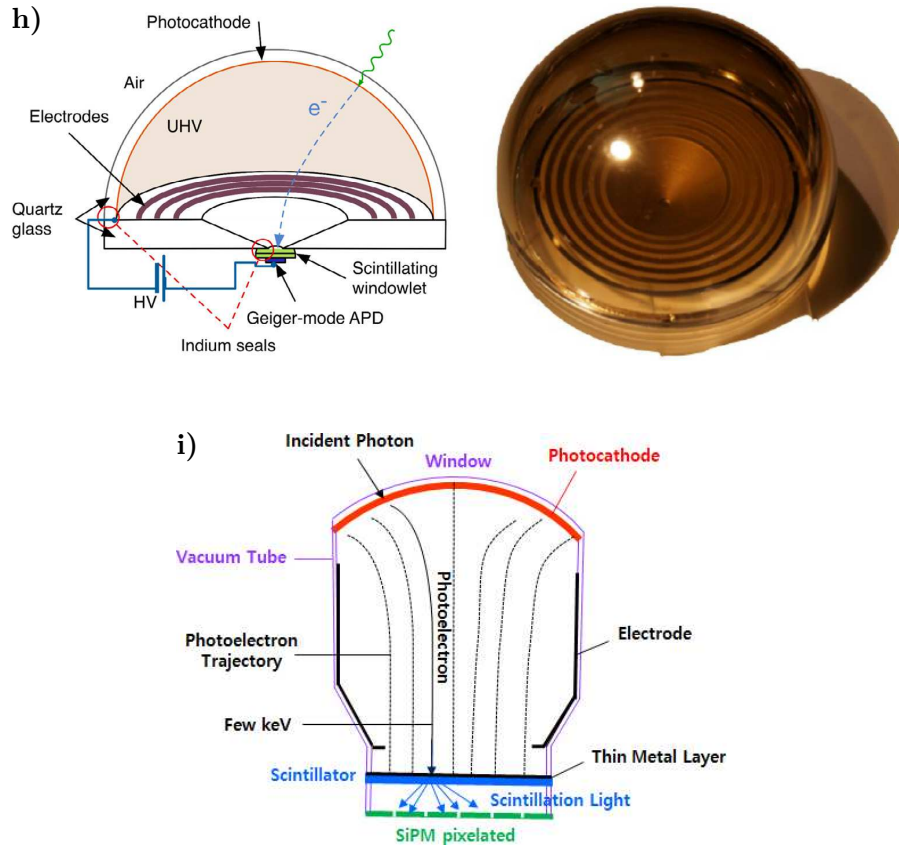 h)
Photocathode
Air
Electrodes
UHV
e-
Quartz
glass
Scintillating
windowlet
HV
Geiger-mode APD
Indium seals
i)
Incident Photon
Window
Photocathode
Vacuum Tube
Photoelectron
Photoelectron
Trajectory
Electrode
Few keV
Thin Metal Layer
Scintillator
Scintillation Light
SiPM pixelated